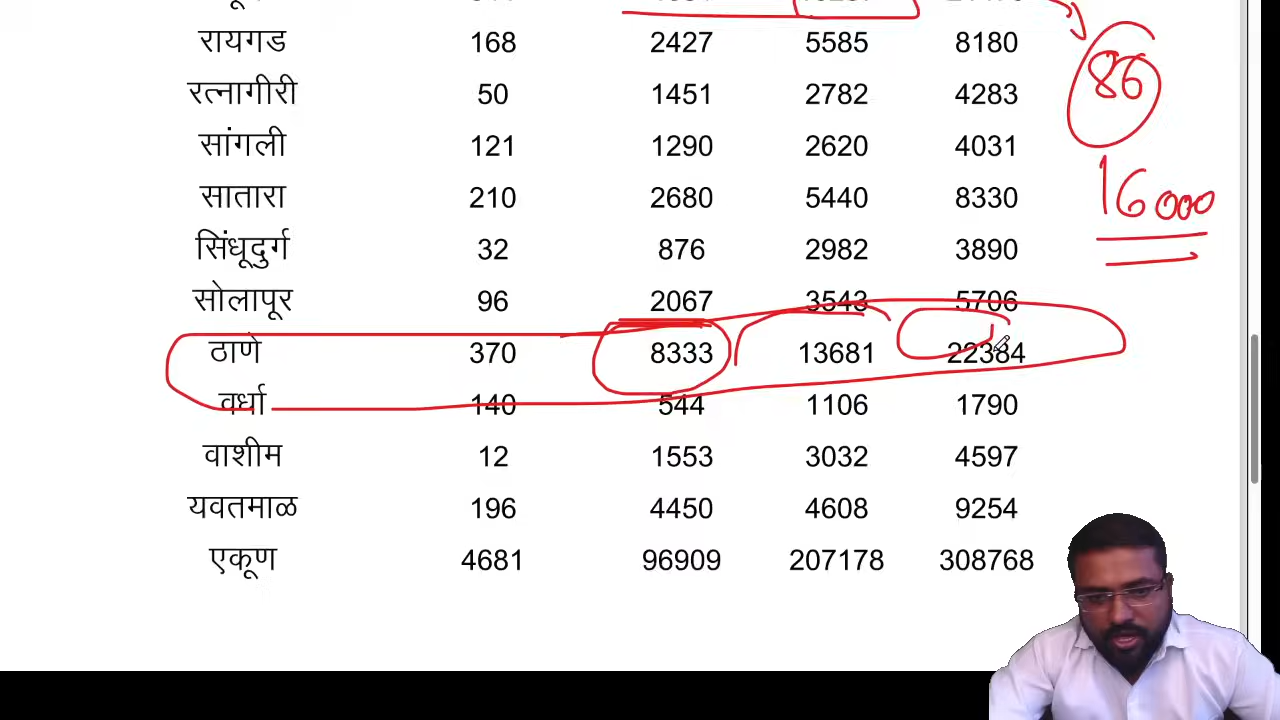 रायगड 168 2427 5585 8180
86
रत्नागीरी 50 1451 2782 4283
सांगली 121 1290 2620 4031
सातारा 210 2680 5440 8330
16000
सिंधूदुर्ग 32 876 2982 3890
सोलापूर 96 2067 3543 5706
ठाणे 370 8333 13681 22384
वर्धा 140 544 1106 1790
वाशीम 12 1553 3032 4597
यवतमाळ 196 4450 4608 9254
एकूण 4681 96909 207178 308768